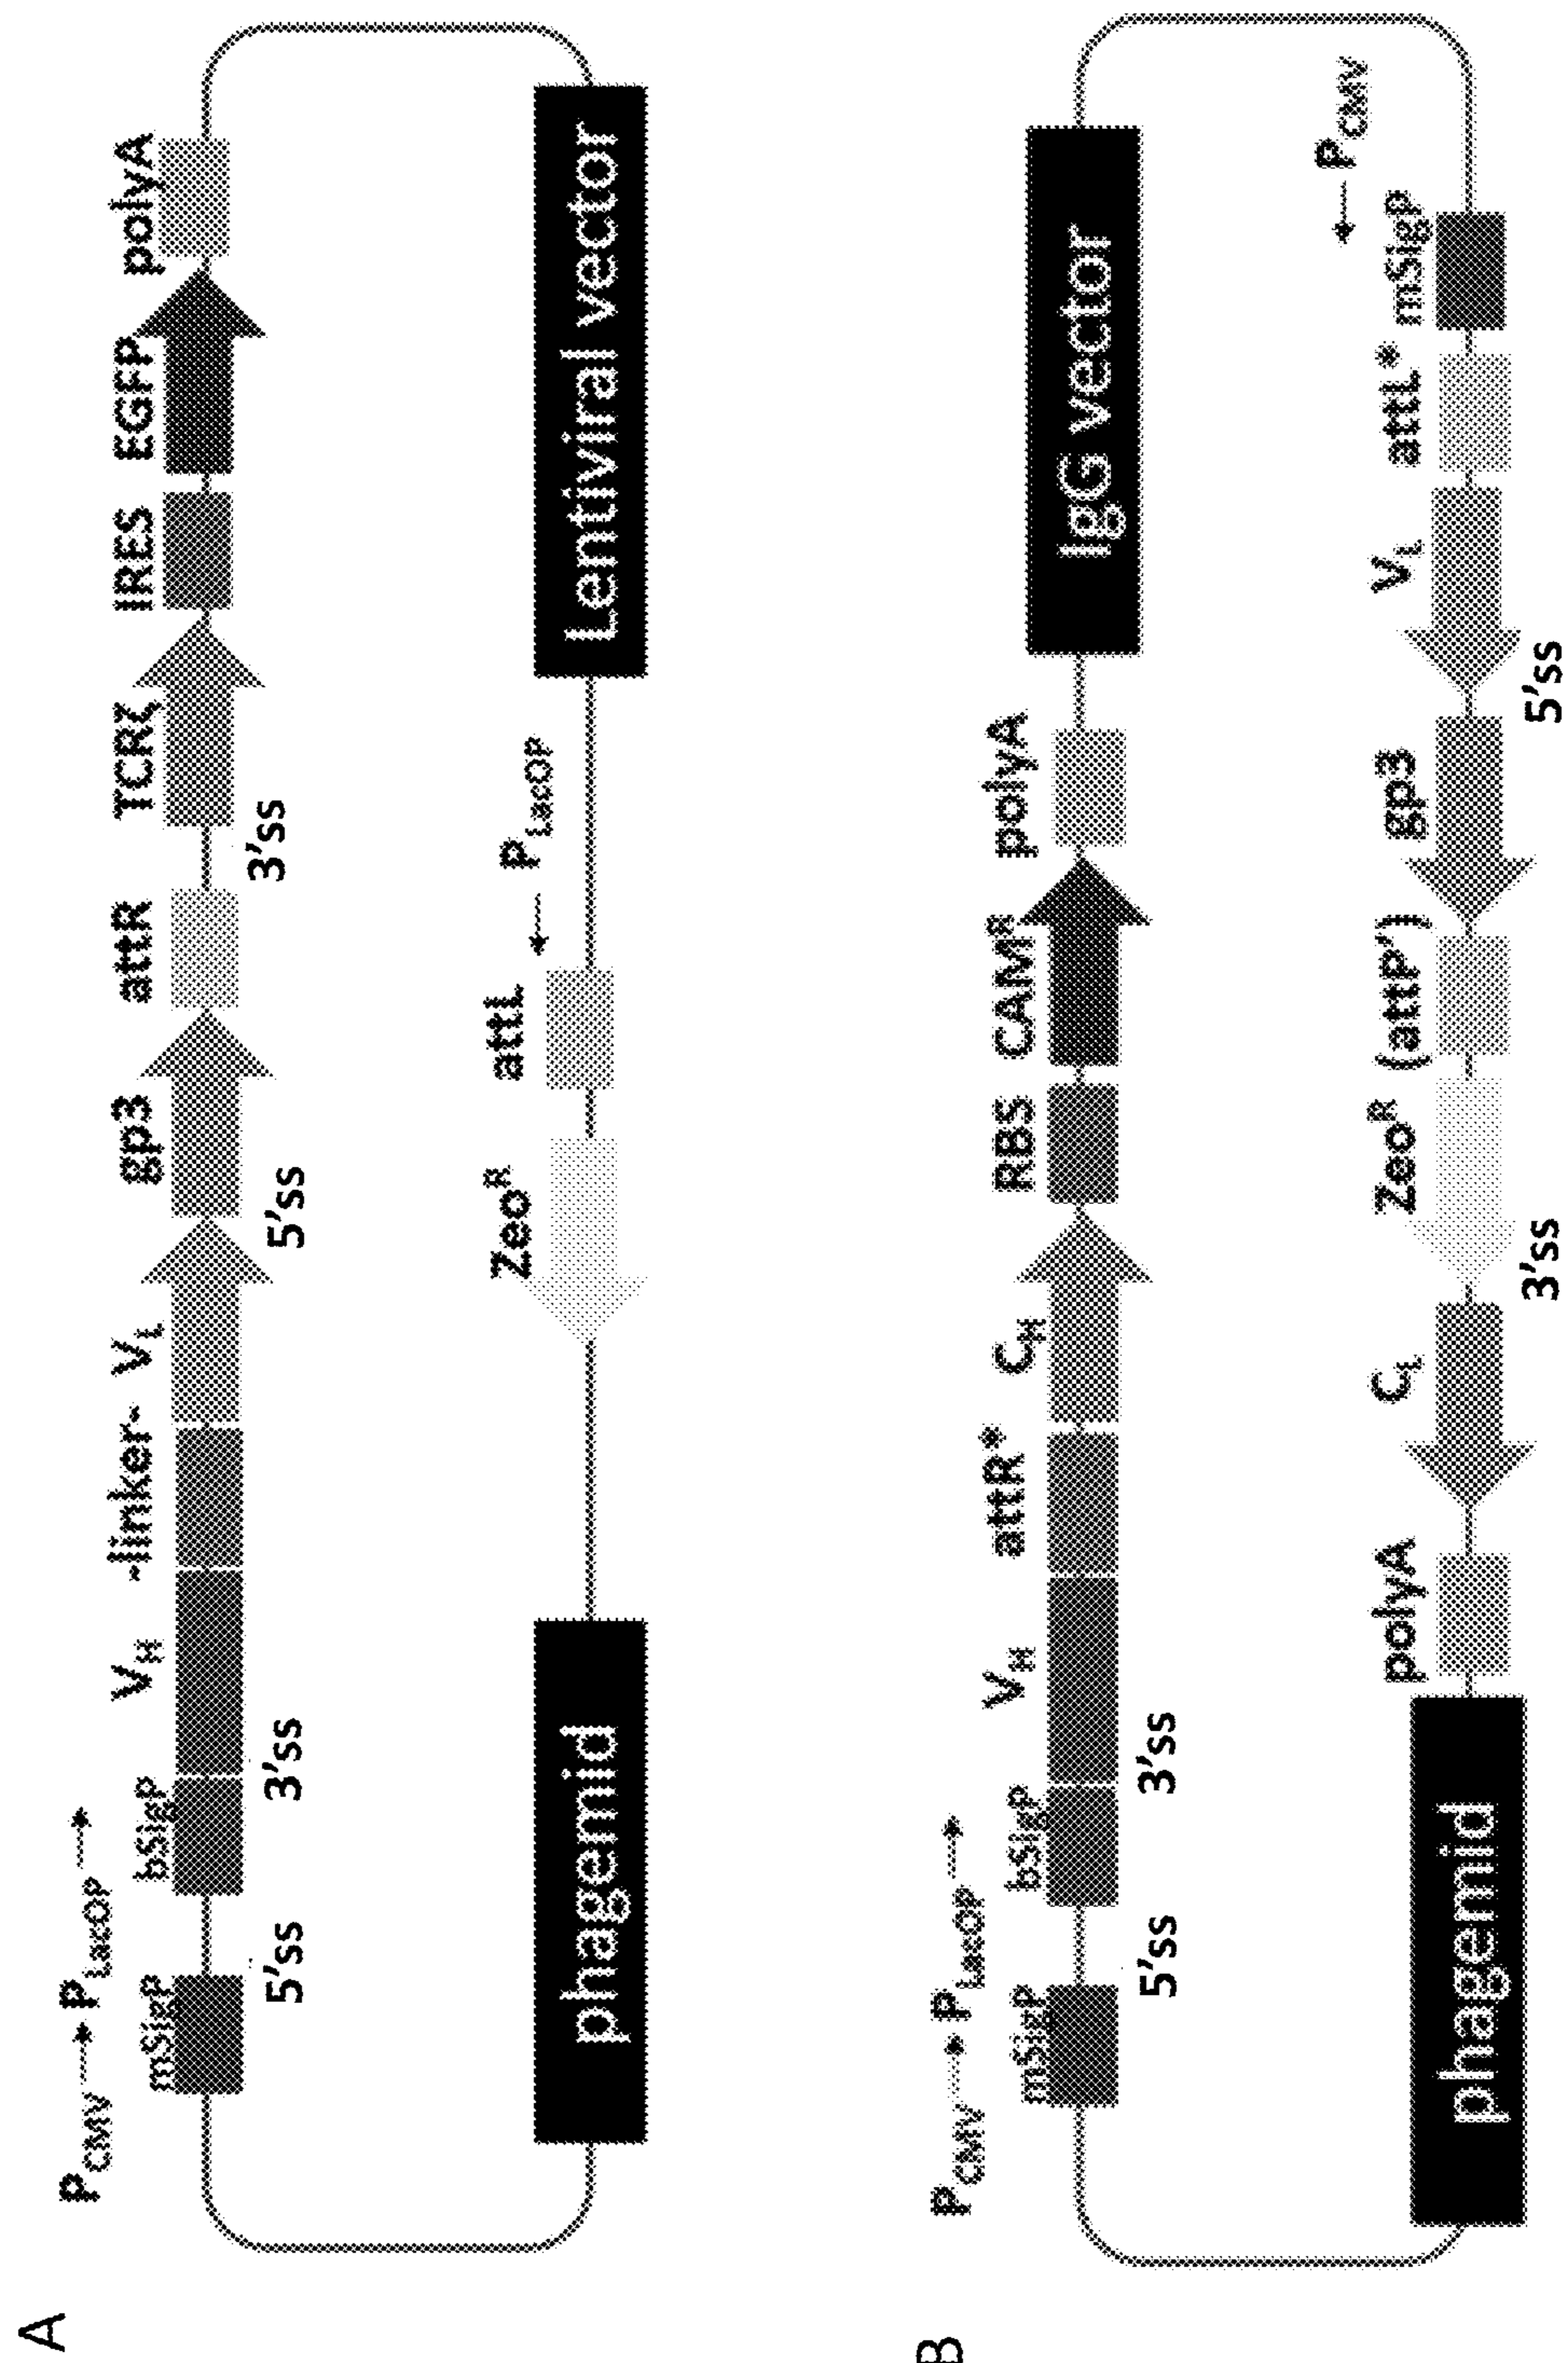 A
P_CMV → P_LacOP →
mSigP bSigP V_H -linker- V_L gp3 attR TCRζ IRES EGFP polyA
5'ss 3'ss 5'ss 3'ss
Zeo^R attL ← P_LacOP
phagemid Lentiviral vector
B
P_CMV → P_LacOP →
mSigP bSigP V_H attR* C_H RBS CAM^R polyA
IgG vector
5'ss 3'ss
← P_CMV
polyA C_L Zeo^R (attP') gp3 V_L attL* mSigP
phagemid
3'ss 5'ss